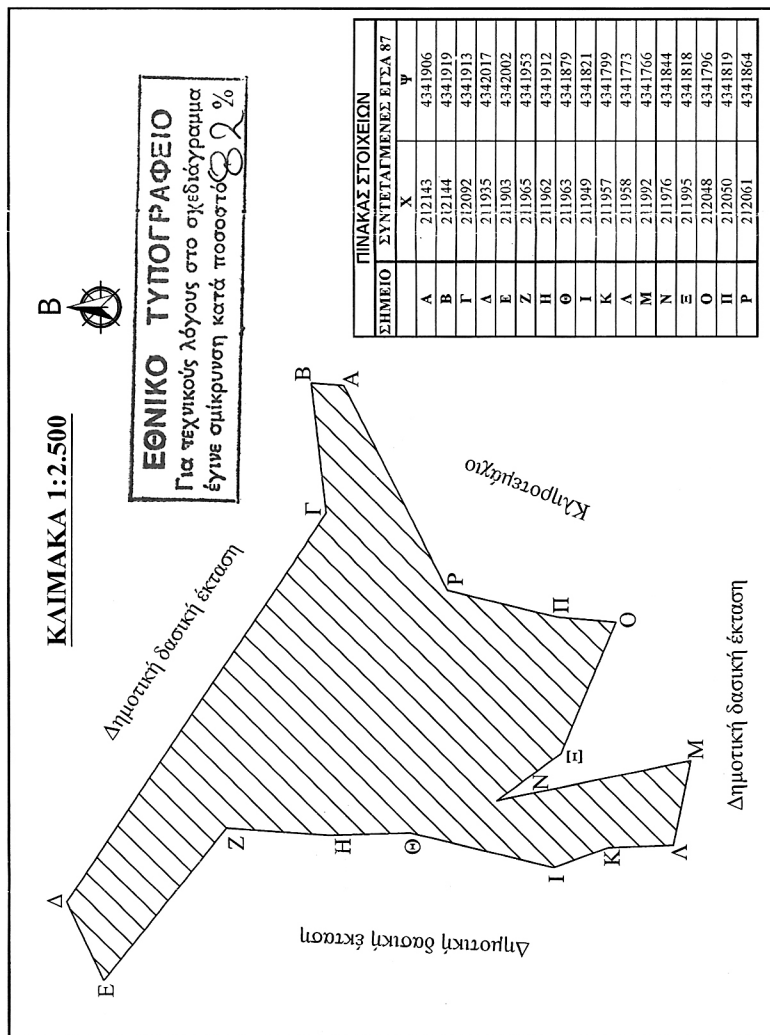 ΚΛΙΜΑΚΑ 1:2.500
Β
ΕΘΝΙΚΟ ΤΥΠΟΓΡΑΦΕΙΟ
Για τεχνικούς λόγους στο σχεδιάγραμμα
έγινε σμίκρυνση κατά ποσοστό 82 %
Δημοτική δασική έκταση
Δημοτική δασική έκταση
Δημοτική δασική έκταση
Κληροτεμάχιο
Α
Β
Γ
Δ
Ε
Ζ
Η
Θ
Ι
Κ
Λ
Μ
Ν
Ξ
Ο
Π
Ρ
ΠΙΝΑΚΑΣ ΣΤΟΙΧΕΙΩΝ
ΣΗΜΕΙΟ ΣΥΝΤΕΤΑΓΜΕΝΕΣ ΕΓΣΑ 87
Χ Ψ
Α 212143 4341906
Β 212144 4341919
Γ 212092 4341913
Δ 211935 4342017
Ε 211903 4342002
Ζ 211965 4341953
Η 211962 4341912
Θ 211963 4341879
Ι 211949 4341821
Κ 211957 4341799
Λ 211958 4341773
Μ 211992 4341766
Ν 211976 4341844
Ξ 211995 4341818
Ο 212048 4341796
Π 212050 4341819
Ρ 212061 4341864